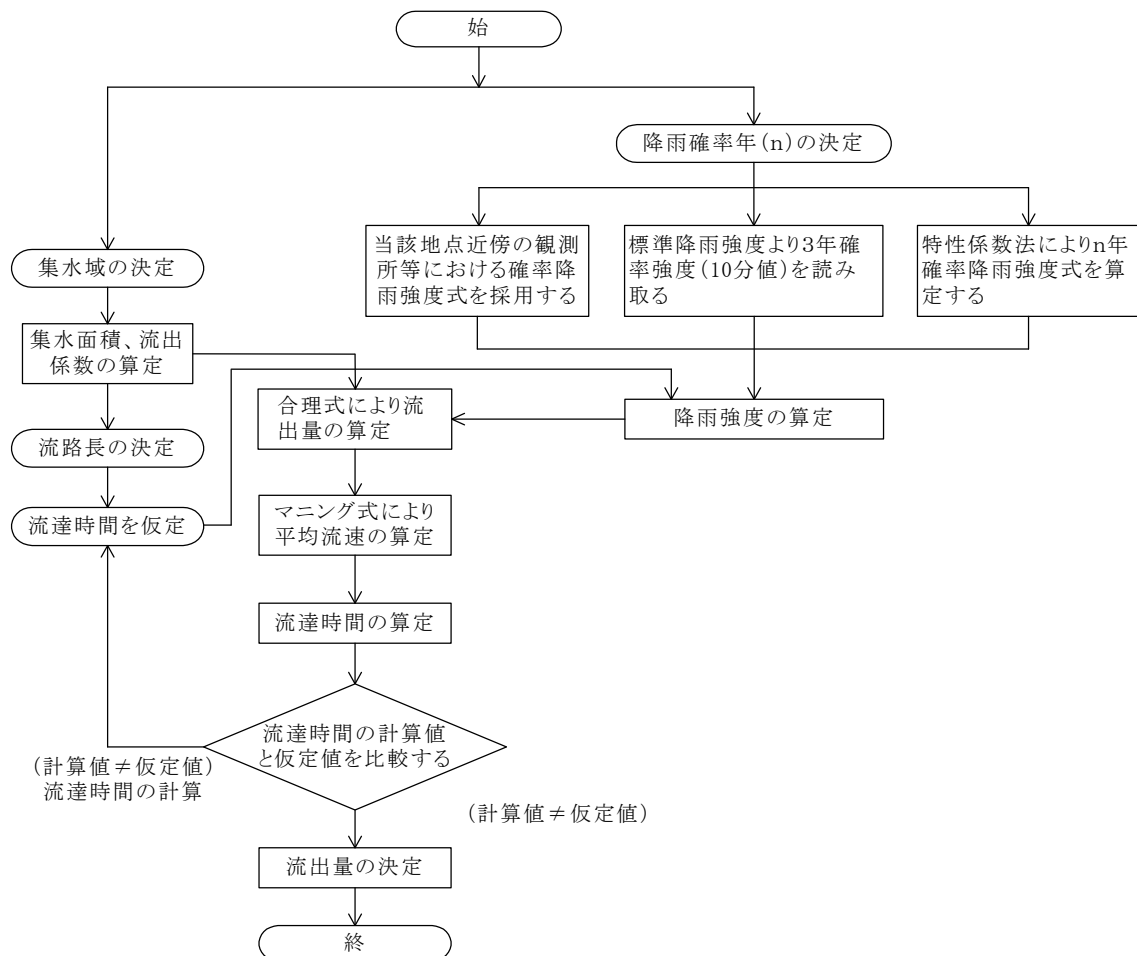 始
降雨確率年(n)の決定
当該地点近傍の観測
所等における確率降
雨強度式を採用する
標準降雨強度より3年確
率強度(10分値)を読み
取る
特性係数法によりn年
確率降雨強度式を算
定する
集水域の決定
集水面積、流出
係数の算定
合理式により流
出量の算定
降雨強度の算定
流路長の決定
流達時間を仮定
マニング式により
平均流速の算定
流達時間の算定
流達時間の計算値
と仮定値を比較する
(計算値≠仮定値)
流達時間の計算
(計算値≠仮定値)
流出量の決定
終